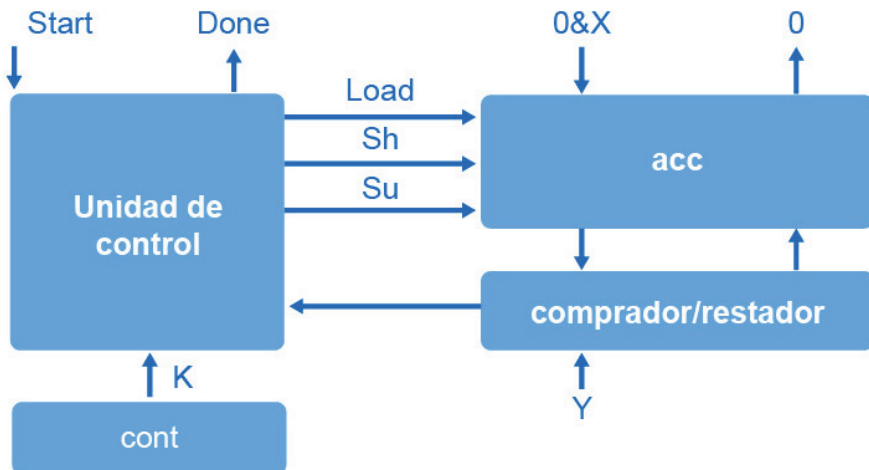 Start
Done
0&X
0
Load
Sh
Su
acc
Unidad de
control
comprador/restador
K
Y
cont